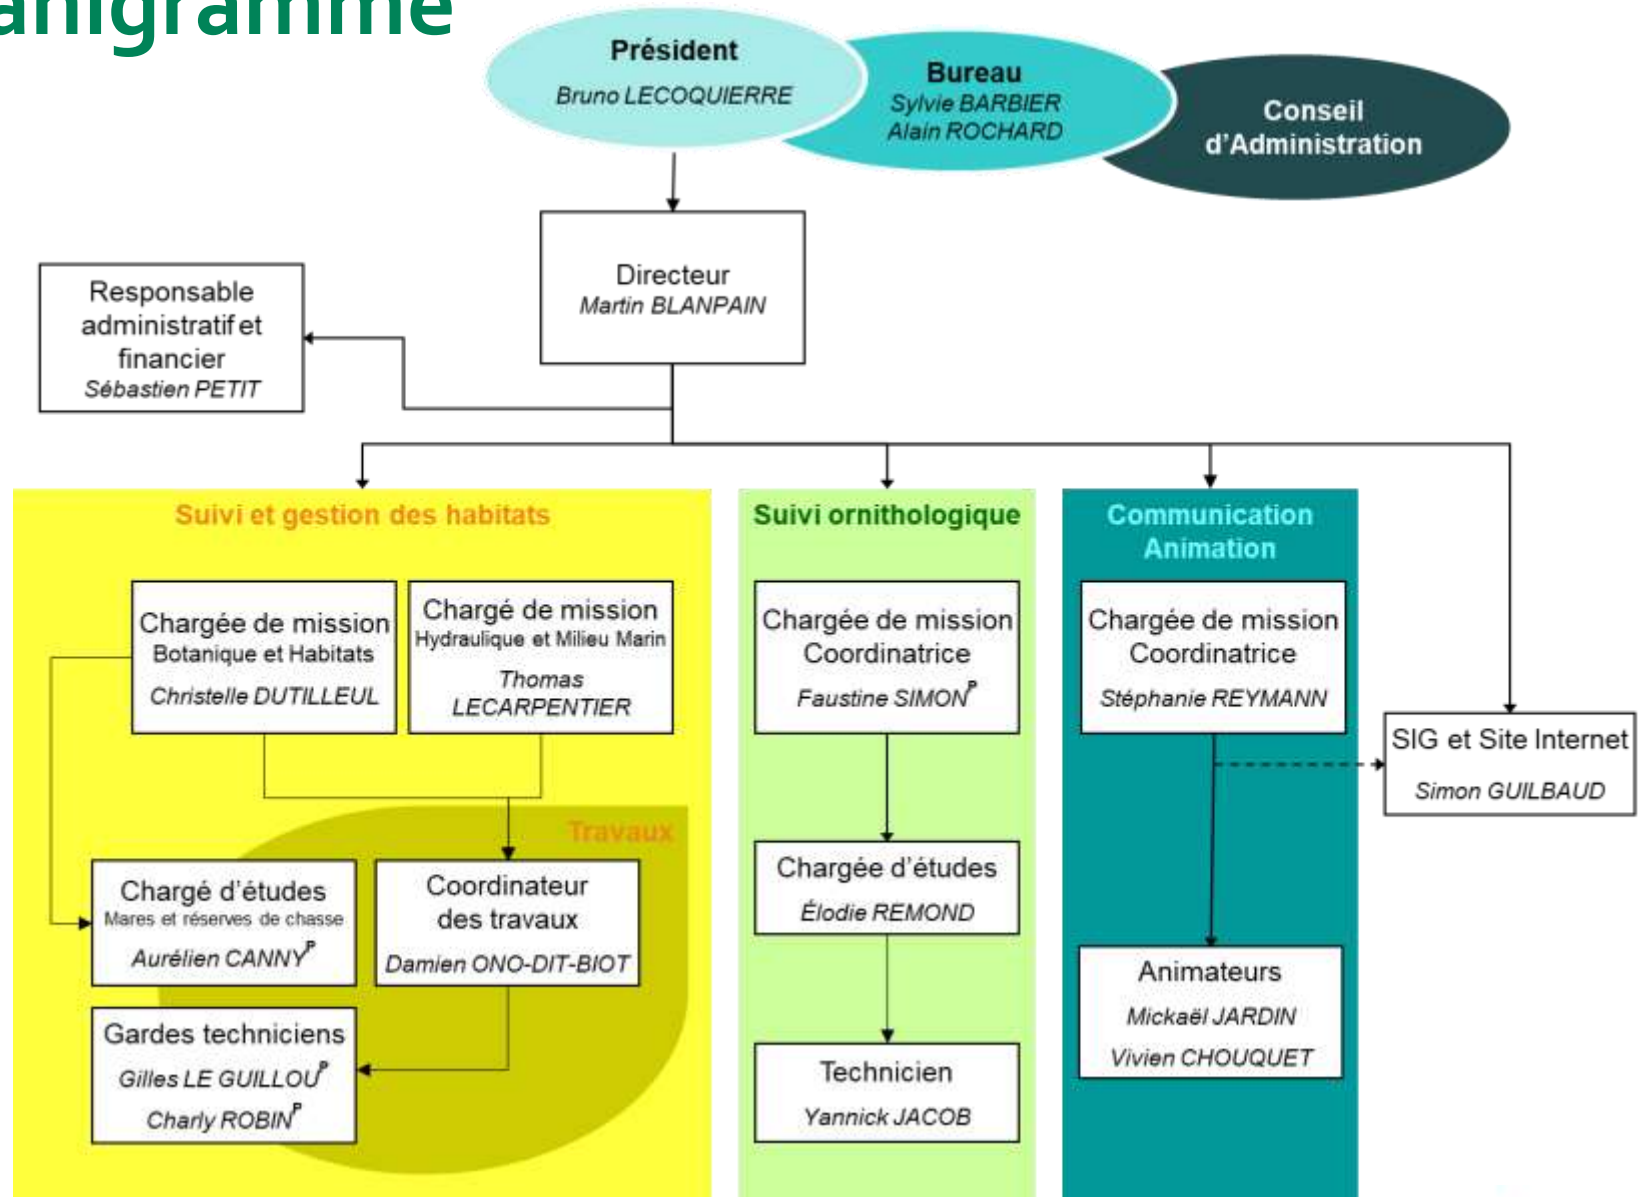 anigramme
Président
Bruno LECOQUIERRE
Bureau
Sylvie BARBIER
Alain ROCHARD
Conseil
d'Administration
Directeur
Martin BLANPAIN
Responsable
administratif et
financier
Sébastien PETIT
Suivi et gestion des habitats
Chargée de mission
Botanique et Habitats
Christelle DUTILLEUL
Chargé de mission
Hydraulique et Milieu Marin
Thomas
LECARPENTIER
Travaux
Chargé d'études
Mares et réserves de chasse
Aurélien CANNY P
Coordinateur
des travaux
Damien ONO-DIT-BIOT
Gardes techniciens
Gilles LE GUILLOU P
Charly ROBIN P
Suivi ornithologique
Chargée de mission
Coordinatrice
Faustine SIMON P
Chargée d'études
Élodie REMOND
Technicien
Yannick JACOB
Communication
Animation
Chargée de mission
Coordinatrice
Stéphanie REYMANN
Animateurs
Mickaël JARDIN
Vivien CHOUQUET
SIG et Site Internet
Simon GUILBAUD